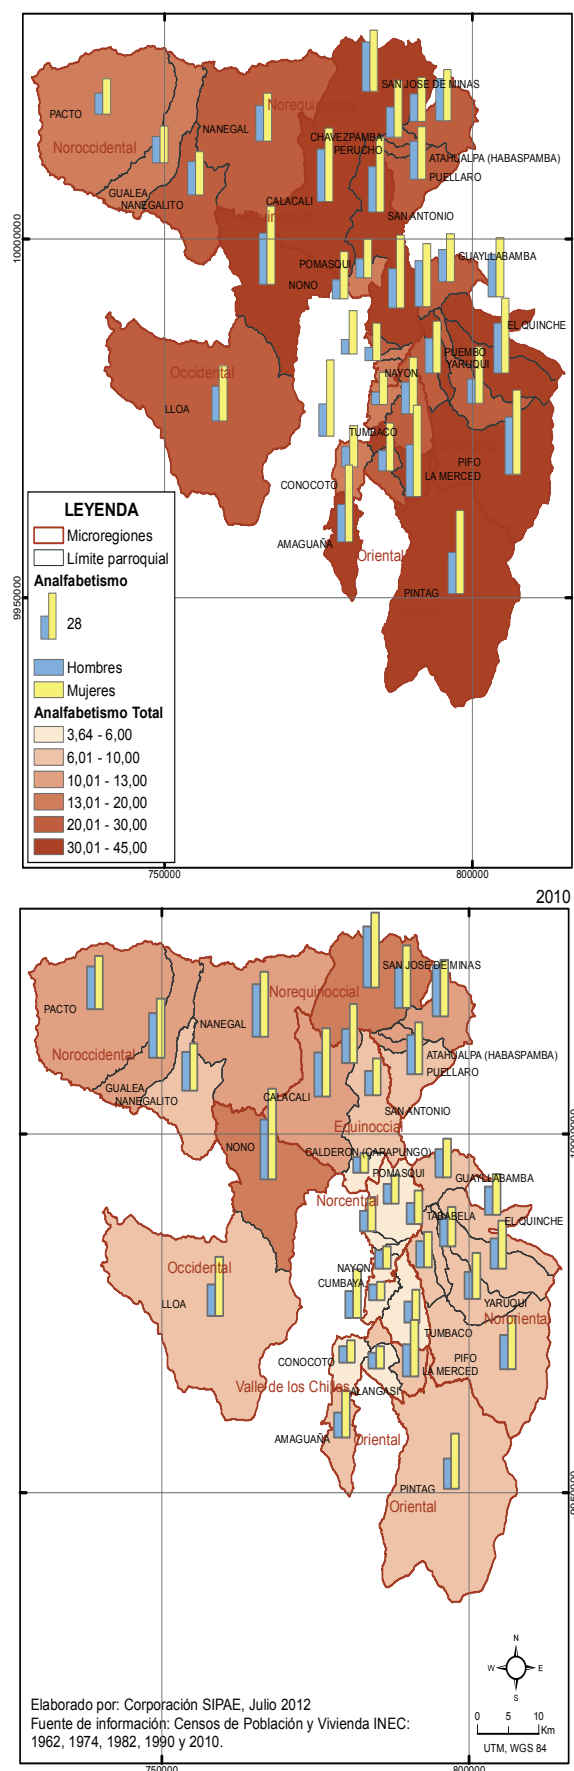 SAN JOSE DE MINAS
PACTO
Norequinoccial
NANEGAL
CHAVEZPAMBA
PERUCHO
Noroccidental
ATAHUALPA (HABASPAMBA)
PUELLARO
GUALEA
NANEGALITO
CALACALI
SAN ANTONIO
10000000
POMASQUI
GUAYLLABAMBA
NONO
EL QUINCHE
PUEMBO
YARUQUI
Occidental
NAYON
LLOA
TUMBACO
PIFO
LA MERCED
CONOCOTO
AMAGUAÑA
Oriental
PINTAG
Oriental
9950000
LEYENDA
Microregiones
Límite parroquial
Analfabetismo
28
Hombres
Mujeres
Analfabetismo Total
3,64 - 6,00
6,01 - 10,00
10,01 - 13,00
13,01 - 20,00
20,01 - 30,00
30,01 - 45,00
750000
800000
2010
SAN JOSE DE MINAS
Norequinoccial
PACTO
NANEGAL
Noroccidental
ATAHUALPA (HABASPAMBA)
PUELLARO
GUALEA
NANEGALITO
CALACALI
SAN ANTONIO
Equinoccial
NONO
CALDERON (CARAPUNGO)
POMASQUI
GUAYLLABAMBA
Norcentral
TABABELA
EL QUINCHE
Occidental
NAYON
CUMBAYA
LLOA
YARUQUI
Nororiental
TUMBACO
CONOCOTO
PIFO
LA MERCED
Valle de los Chillos
ALANGASI
AMAGUAÑA
Oriental
PINTAG
Oriental
N
W E
S
Elaborado por: Corporación SIPAE, Julio 2012
Fuente de información: Censos de Población y Vivienda INEC:
1962, 1974, 1982, 1990 y 2010.
0 5 10
Km
UTM, WGS 84
750000
800000